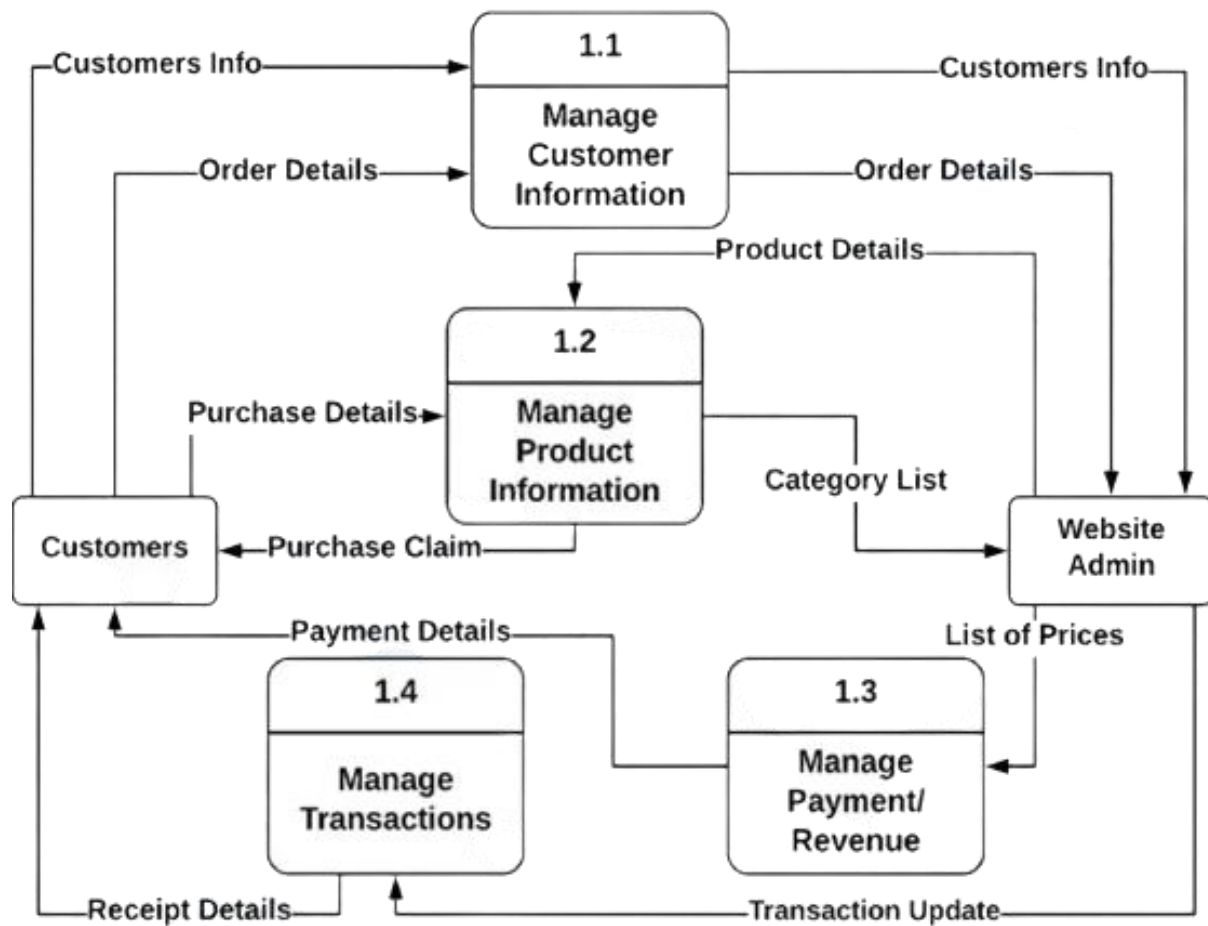 1.1
Customers Info
Customers Info
Manage
Customer
Information
Order Details
Order Details
Product Details
1.2
Purchase Details
Manage
Product
Information
Category List
Customers
Purchase Claim
Website
Admin
Payment Details
List of Prices
1.4
1.3
Manage
Transactions
Manage
Payment/
Revenue
Receipt Details
Transaction Update